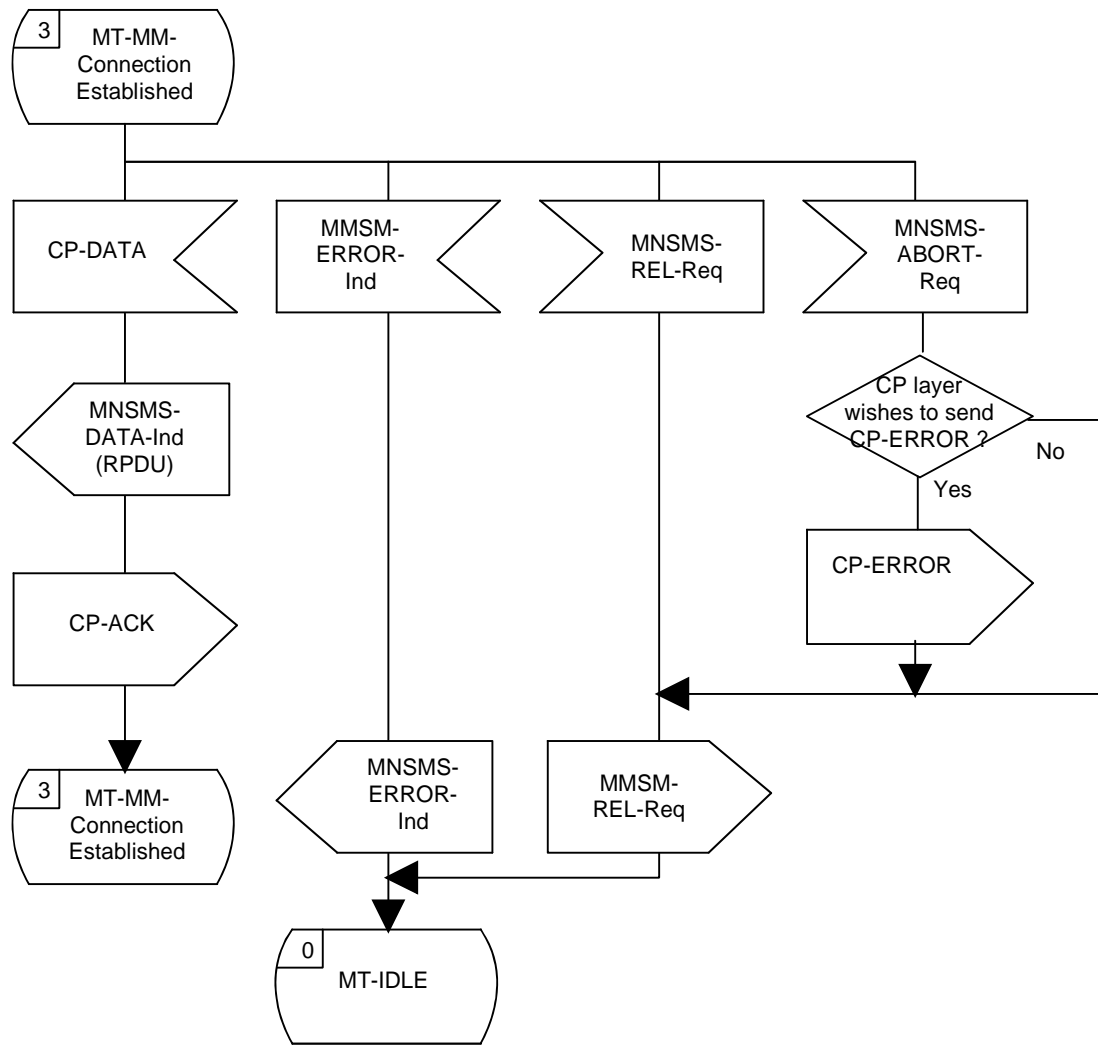 3
MT-MM-
Connection
Established
CP-DATA
MMSM-
ERROR-
Ind
MNSMS-
REL-Req
MNSMS-
ABORT-
Req
MNSMS-
DATA-Ind
(RPDU)
CP layer
wishes to send
CP-ERROR ?
No
Yes
CP-ERROR
CP-ACK
3
MT-MM-
Connection
Established
MNSMS-
ERROR-
Ind
MMSM-
REL-Req
0
MT-IDLE